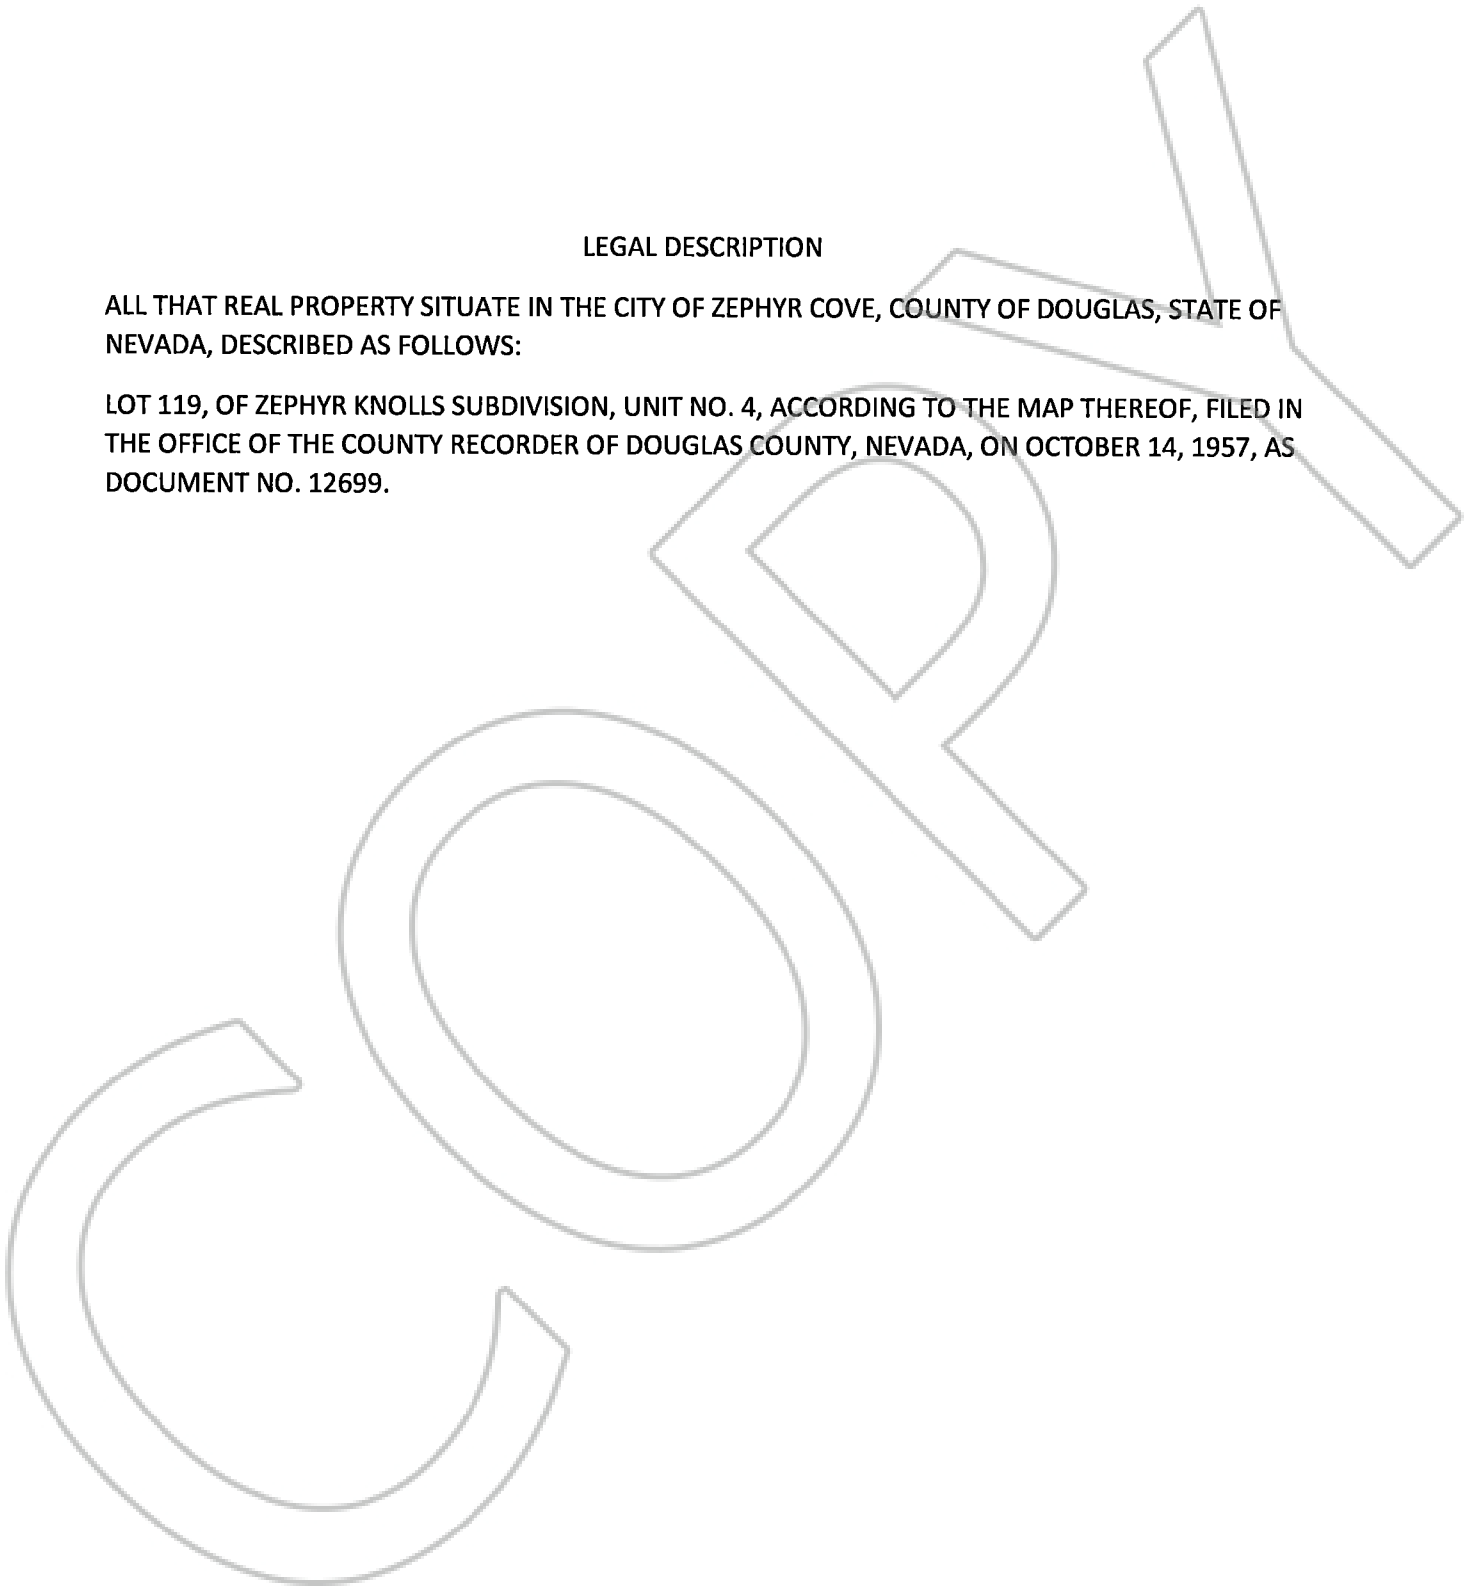 LEGAL DESCRIPTION
ALL THAT REAL PROPERTY SITUATE IN THE CITY OF ZEPHYR COVE, COUNTY OF DOUGLAS, STATE OF
NEVADA, DESCRIBED AS FOLLOWS:
LOT 119, OF ZEPHYR KNOLLS SUBDIVISION, UNIT NO. 4, ACCORDING TO THE MAP THEREOF, FILED IN
THE OFFICE OF THE COUNTY RECORDER OF DOUGLAS COUNTY, NEVADA, ON OCTOBER 14, 1957, AS
DOCUMENT NO. 12699.
COPY